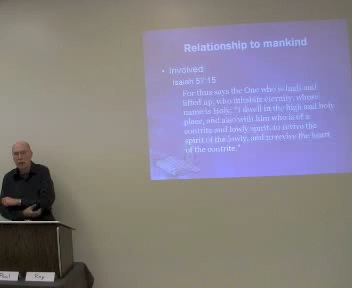 Relationship to mankind
• Involved:
Isaiah 57:15
For thus says the One who is high and
lifted up, who inhabits eternity, whose
name is Holy: "I dwell in the high and holy
place, and also with him who is of a
contrite and lowly spirit, to revive the
spirit of the lowly, and to revive the heart
of the contrite."
Paul
Ray